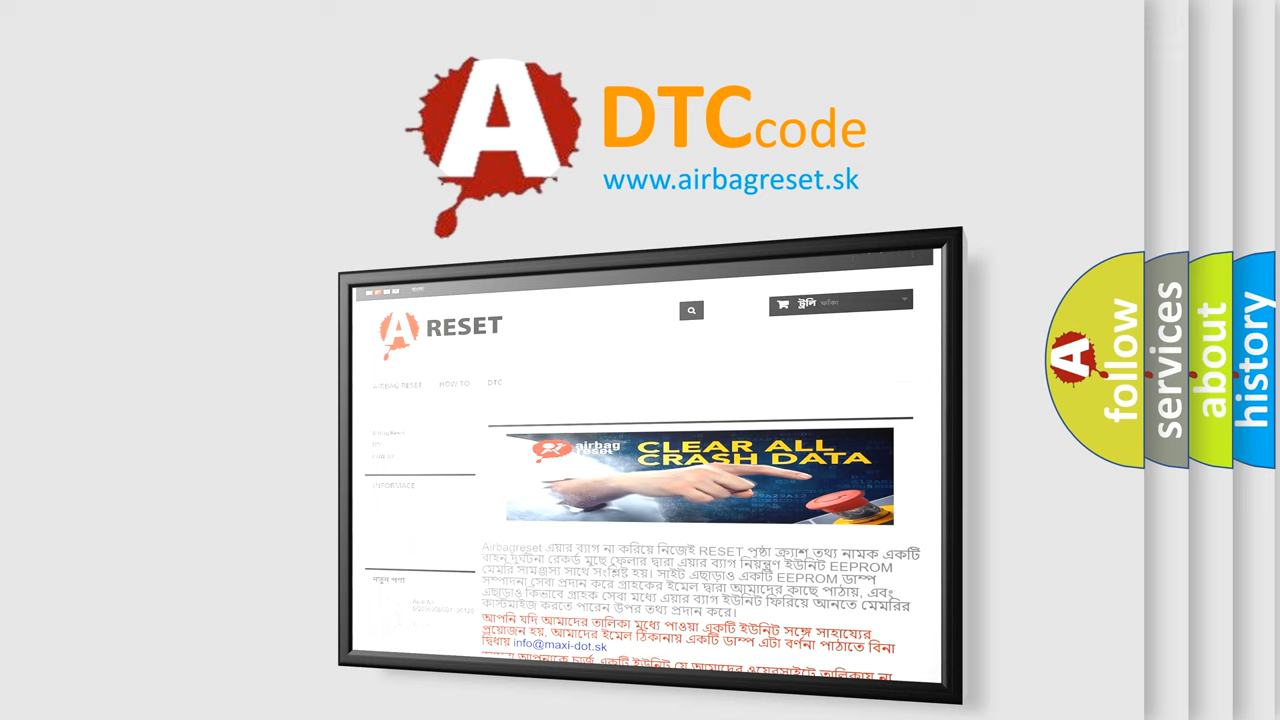 A DTCcode
www.airbagreset.sk
বাংলা
A RESET
ট্রলি ফাঁকা
AIRBAG RESET HOW TO DTC
Airbag Reset
DTC
INFORMACE
airbag reset
CLEAR ALL
CRASH DATA
Airbagreset এয়ার ব্যাগ না করিয়ে নিজেই RESET পৃষ্ঠা ক্র্যাশ তথ্য নামক একটি
বাহন দুর্ঘটনা রেকর্ড মুছে ফেলার দ্বারা এয়ার ব্যাগ নিয়ন্ত্রণ ইউনিট EEPROM
মেমরি সামঞ্জস্য সাথে সংশ্লিষ্ট হয়। সাইট এছাড়াও একটি EEPROM ডাম্প
সম্পাদনা সেবা প্রদান করে গ্রাহকের ইমেল দ্বারা আমাদের কাছে পাঠায়, এবং
এছাড়াও কিভাবে গ্রাহক সেবা মধ্যে এয়ার ব্যাগ ইউনিট ফিরিয়ে আনতে মেমরির
কাস্টমাইজ করতে পারেন উপর তথ্য প্রদান করে।
আপনি যদি আমাদের তালিকা মধ্যে পাওয়া একটি ইউনিট সঙ্গে সাহায্যের
প্রয়োজন হয়, আমাদের ইমেল ঠিকানায় একটি ডাম্প এটা বর্ণনা পাঠাতে বিনা
দ্বিধায় info@maxi-dot.sk
নতুন পণ্য
A follow
services
about
history